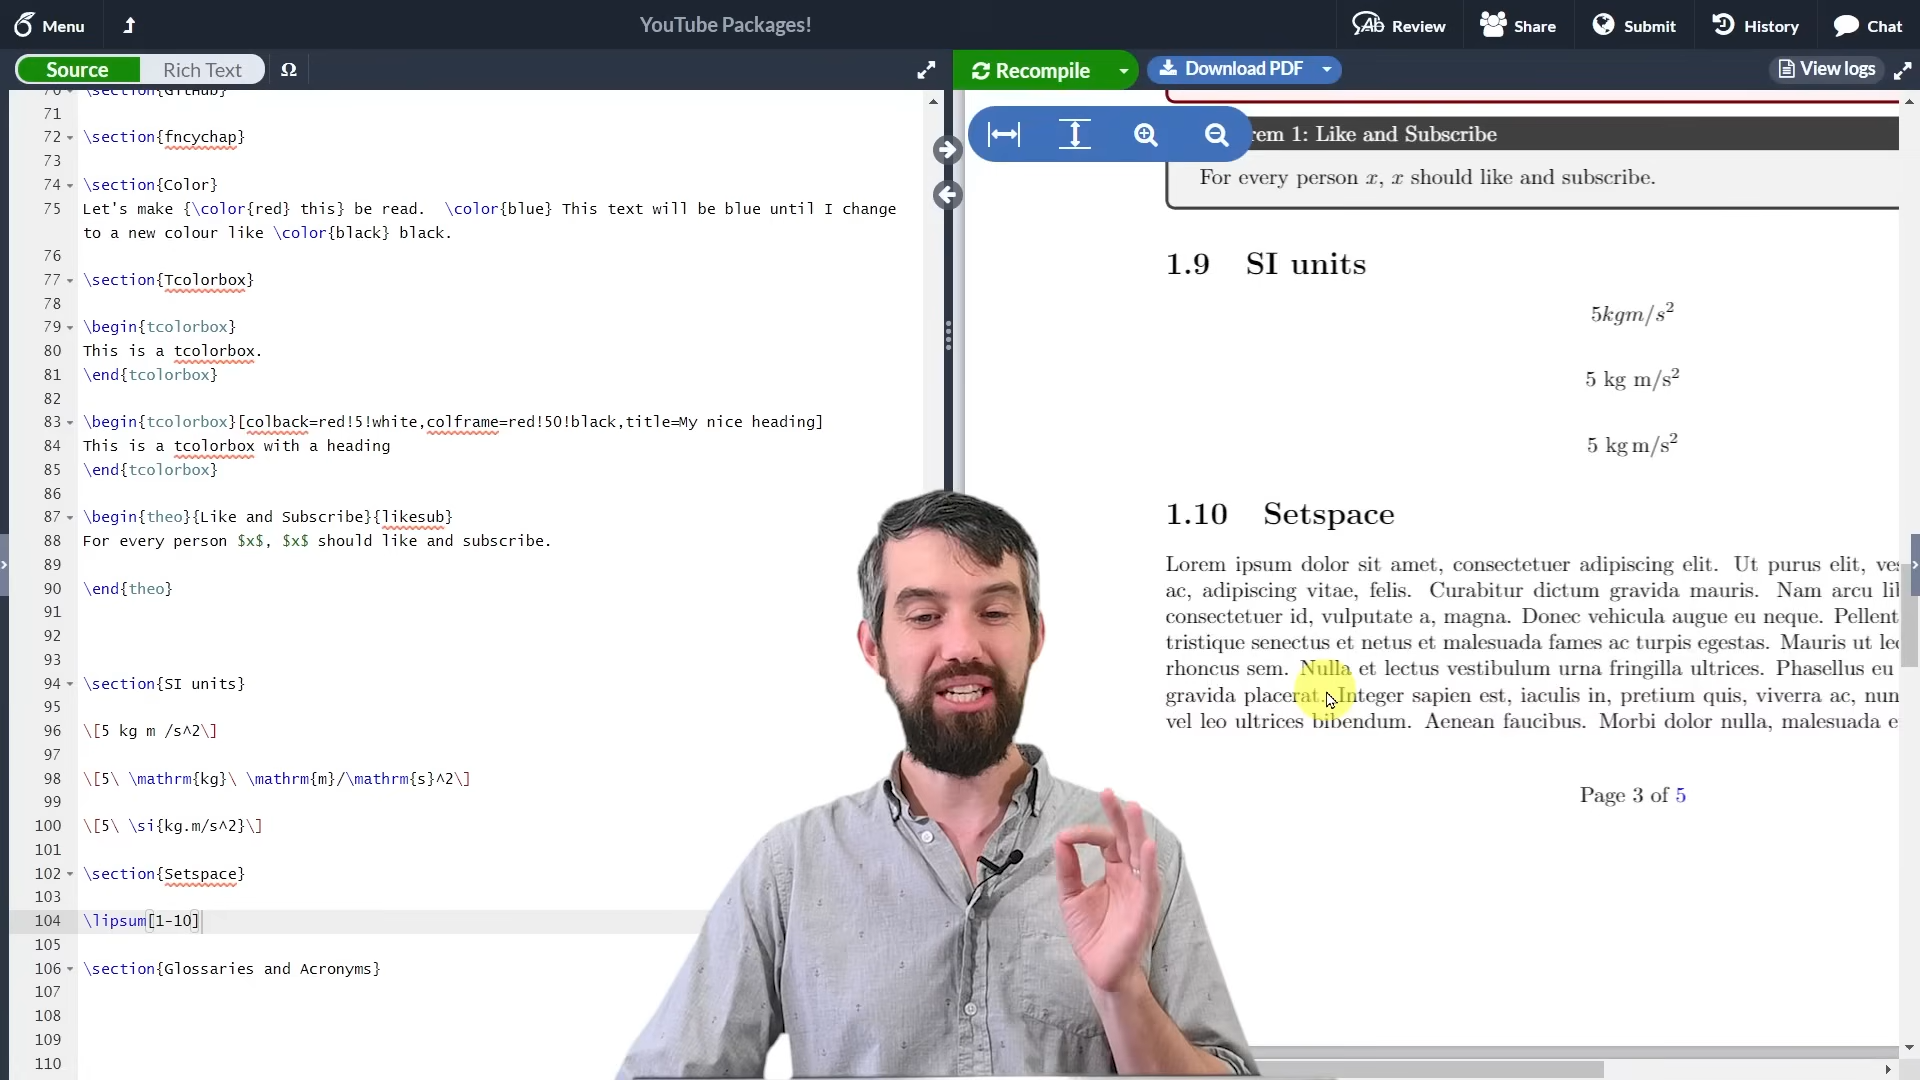 Menu
YouTube Packages!
Review
Share
Submit
History
Chat
Source
Rich Text
Ω
Recompile
Download PDF
View logs
70 \section{GitHub}
71
72 \section{fncychap}
73
74 \section{Color}
75 Let's make {\color{red} this} be read.  \color{blue} This text will be blue until I change
to a new colour like \color{black} black.
76
77 \section{Tcolorbox}
78
79 \begin{tcolorbox}
80 This is a tcolorbox.
81 \end{tcolorbox}
82
83 \begin{tcolorbox}[colback=red!5!white,colframe=red!50!black,title=My nice heading]
84 This is a tcolorbox with a heading
85 \end{tcolorbox}
86
87 \begin{theo}{Like and Subscribe}{likesub}
88 For every person $x$, $x$ should like and subscribe.
89
90 \end{theo}
91
92
93
94 \section{SI units}
95
96 \[5 kg m /s^2\]
97
98 \[5\ \mathrm{kg}\ \mathrm{m}/\mathrm{s}^2\]
99
100 \[5\ \si{kg.m/s^2}\]
101
102 \section{Setspace}
103
104 \lipsum[1-10]
105
106 \section{Glossaries and Acronyms}
107
108
109
110
rem 1: Like and Subscribe
For every person x, x should like and subscribe.
1.9 SI units
5kgm/s²
5 kg m/s²
5 kg m/s²
1.10 Setspace
Lorem ipsum dolor sit amet, consectetuer adipiscing elit. Ut purus elit, ves
ac, adipiscing vitae, felis. Curabitur dictum gravida mauris. Nam arcu li
consectetuer id, vulputate a, magna. Donec vehicula augue eu neque. Pellent
tristique senectus et netus et malesuada fames ac turpis egestas. Mauris ut le
rhoncus sem. Nulla et lectus vestibulum urna fringilla ultrices. Phasellus eu
gravida placerat. Integer sapien est, iaculis in, pretium quis, viverra ac, nun
vel leo ultrices bibendum. Aenean faucibus. Morbi dolor nulla, malesuada e
Page 3 of 5